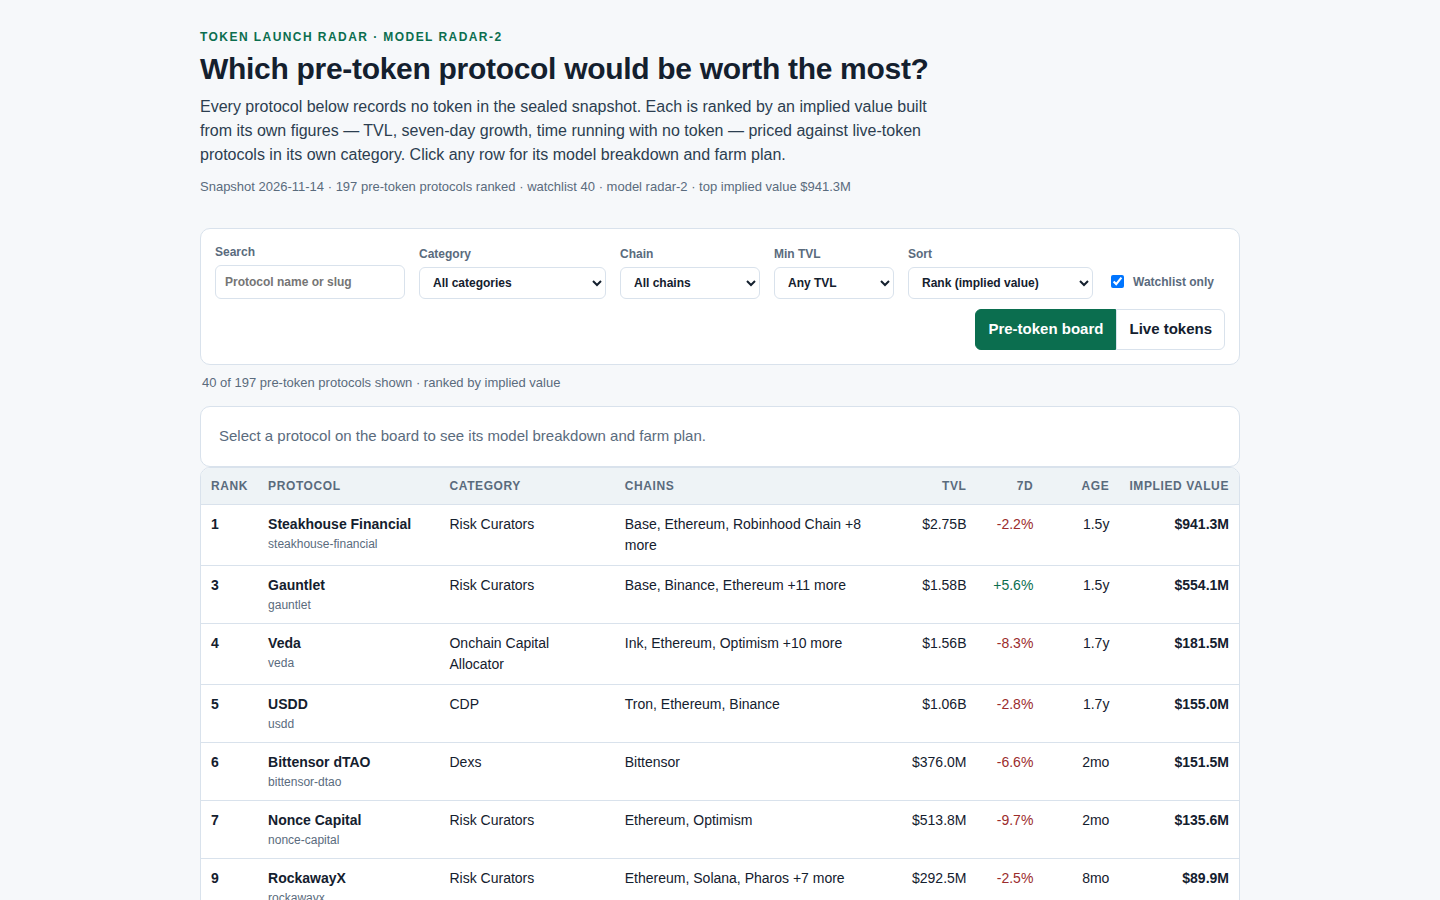 TOKEN LAUNCH RADAR · MODEL RADAR-2
Which pre-token protocol would be worth the most?
Every protocol below records no token in the sealed snapshot. Each is ranked by an implied value built
from its own figures — TVL, seven-day growth, time running with no token — priced against live-token
protocols in its own category. Click any row for its model breakdown and farm plan.
Snapshot 2026-11-14 · 197 pre-token protocols ranked · watchlist 40 · model radar-2 · top implied value $941.3M
Search Category Chain Min TVL Sort
Protocol name or slug All categories All chains Any TVL Rank (implied value) Watchlist only
Pre-token board Live tokens
40 of 197 pre-token protocols shown · ranked by implied value
Select a protocol on the board to see its model breakdown and farm plan.
RANK PROTOCOL CATEGORY CHAINS TVL 7D AGE IMPLIED VALUE
1 Steakhouse Financial Risk Curators Base, Ethereum, Robinhood Chain +8 $2.75B -2.2% 1.5y $941.3M
steakhouse-financial more
3 Gauntlet Risk Curators Base, Binance, Ethereum +11 more $1.58B +5.6% 1.5y $554.1M
gauntlet
4 Veda Onchain Capital Ink, Ethereum, Optimism +10 more $1.56B -8.3% 1.7y $181.5M
veda Allocator
5 USDD CDP Tron, Ethereum, Binance $1.06B -2.8% 1.7y $155.0M
usdd
6 Bittensor dTAO Dexs Bittensor $376.0M -6.6% 2mo $151.5M
bittensor-dtao
7 Nonce Capital Risk Curators Ethereum, Optimism $513.8M -9.7% 2mo $135.6M
nonce-capital
9 RockawayX Risk Curators Ethereum, Solana, Pharos +7 more $292.5M -2.5% 8mo $89.9M
rockawayx